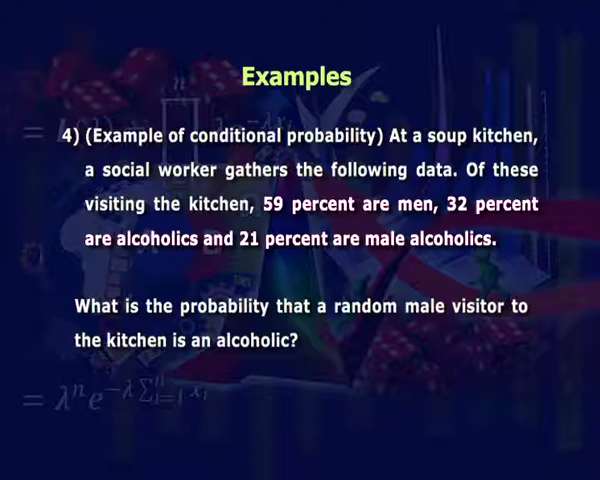 Examples
4) (Example of conditional probability) At a soup kitchen,
a social worker gathers the following data. Of these
visiting the kitchen, 59 percent are men, 32 percent
are alcoholics and 21 percent are male alcoholics.
What is the probability that a random male visitor to
the kitchen is an alcoholic?